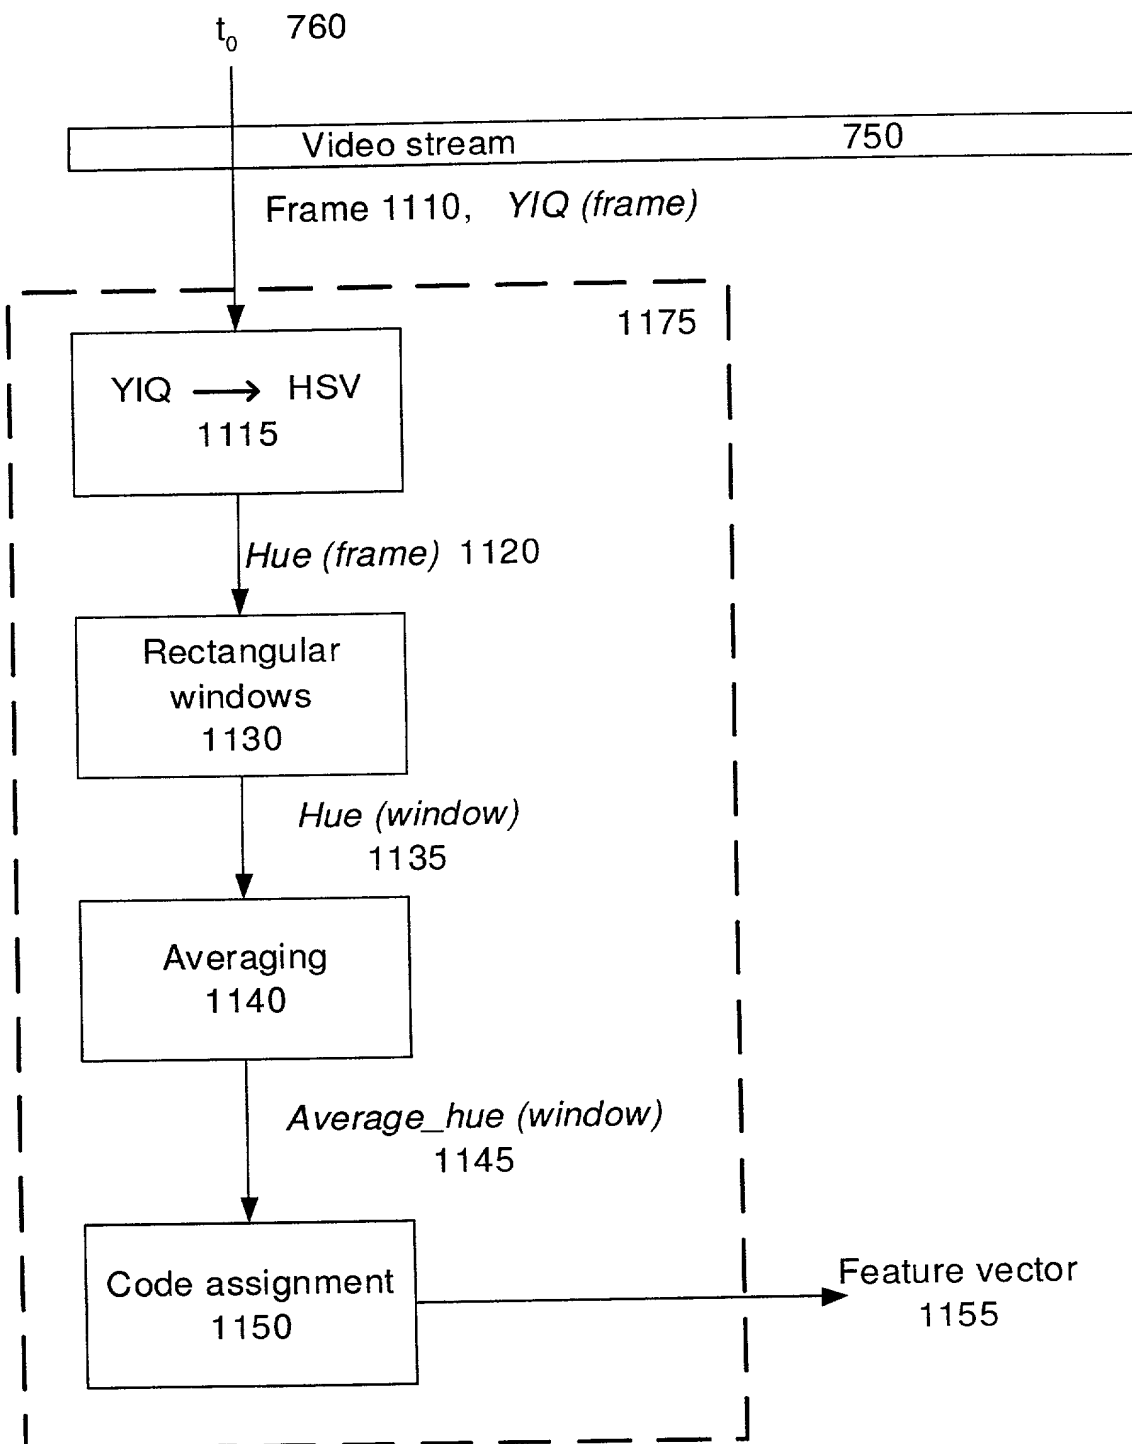 t0 760
Video stream 750
Frame 1110, YIQ (frame)
1175
YIQ → HSV
1115
Hue (frame) 1120
Rectangular
windows
1130
Hue (window)
1135
Averaging
1140
Average_hue (window)
1145
Code assignment
1150
Feature vector
1155